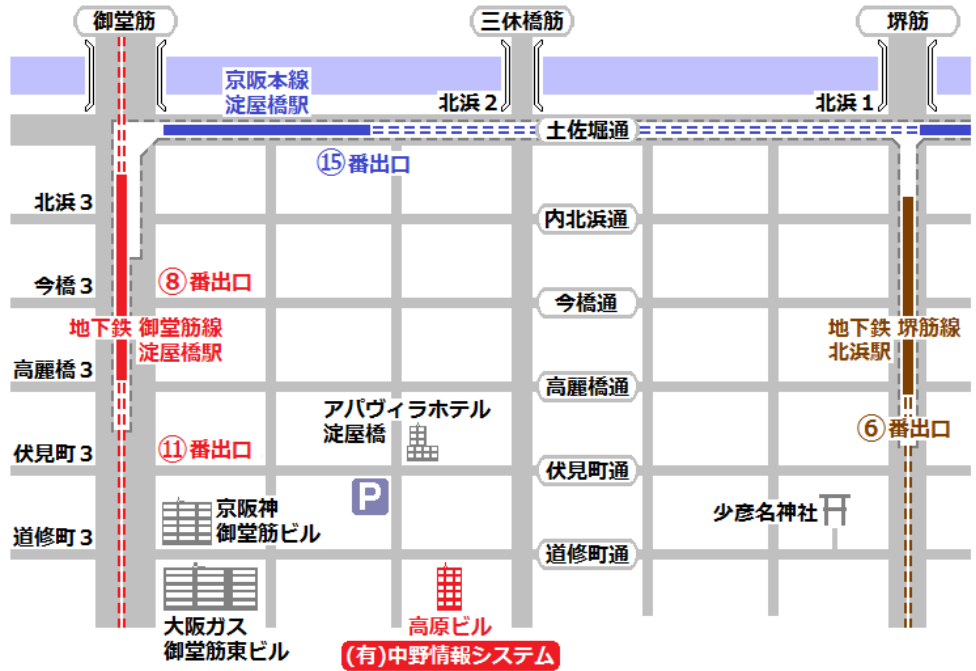 御堂筋
三休橋筋
堺筋
京阪本線
淀屋橋駅
北浜2
北浜1
土佐堀通
⑮番出口
北浜3
内北浜通
⑧番出口
今橋3
今橋通
地下鉄 御堂筋線
淀屋橋駅
地下鉄 堺筋線
北浜駅
高麗橋3
高麗橋通
アパヴィラホテル
淀屋橋
⑥番出口
⑪番出口
伏見町3
伏見町通
P
京阪神
御堂筋ビル
少彦名神社
道修町3
道修町通
大阪ガス
御堂筋東ビル
高原ビル
(有)中野情報システム